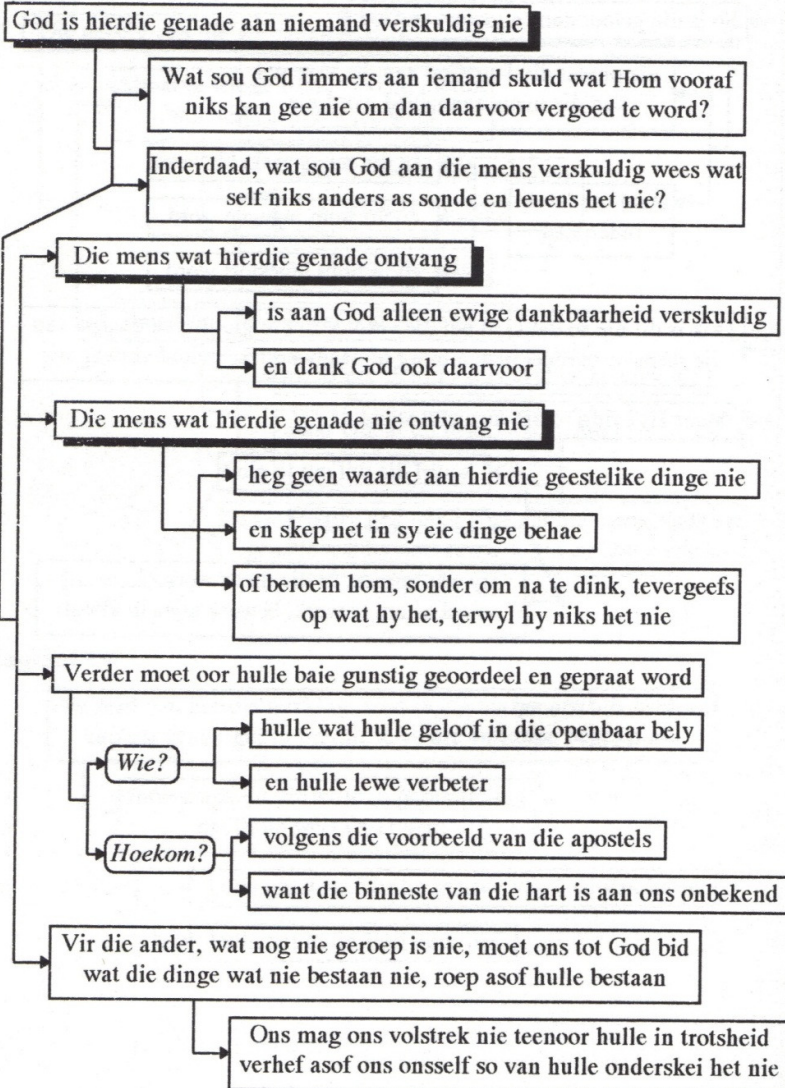 God is hierdie genade aan niemand verskuldig nie
Wat sou God immers aan iemand skuld wat Hom vooraf
niks kan gee nie om dan daarvoor vergoed te word?
Inderdaad, wat sou God aan die mens verskuldig wees wat
self niks anders as sonde en leuens het nie?
Die mens wat hierdie genade ontvang
is aan God alleen ewige dankbaarheid verskuldig
en dank God ook daarvoor
Die mens wat hierdie genade nie ontvang nie
heg geen waarde aan hierdie geestelike dinge nie
en skep net in sy eie dinge behae
of beroem hom, sonder om na te dink, tevergeefs
op wat hy het, terwyl hy niks het nie
Verder moet oor hulle baie gunstig geoordeel en gepraat word
Wie?
hulle wat hulle geloof in die openbaar bely
en hulle lewe verbeter
Hoekom?
volgens die voorbeeld van die apostels
want die binneste van die hart is aan ons onbekend
Vir die ander, wat nog nie geroep is nie, moet ons tot God bid
wat die dinge wat nie bestaan nie, roep asof hulle bestaan
Ons mag ons volstrek nie teenoor hulle in trotsheid
verhef asof ons onsself so van hulle onderskei het nie